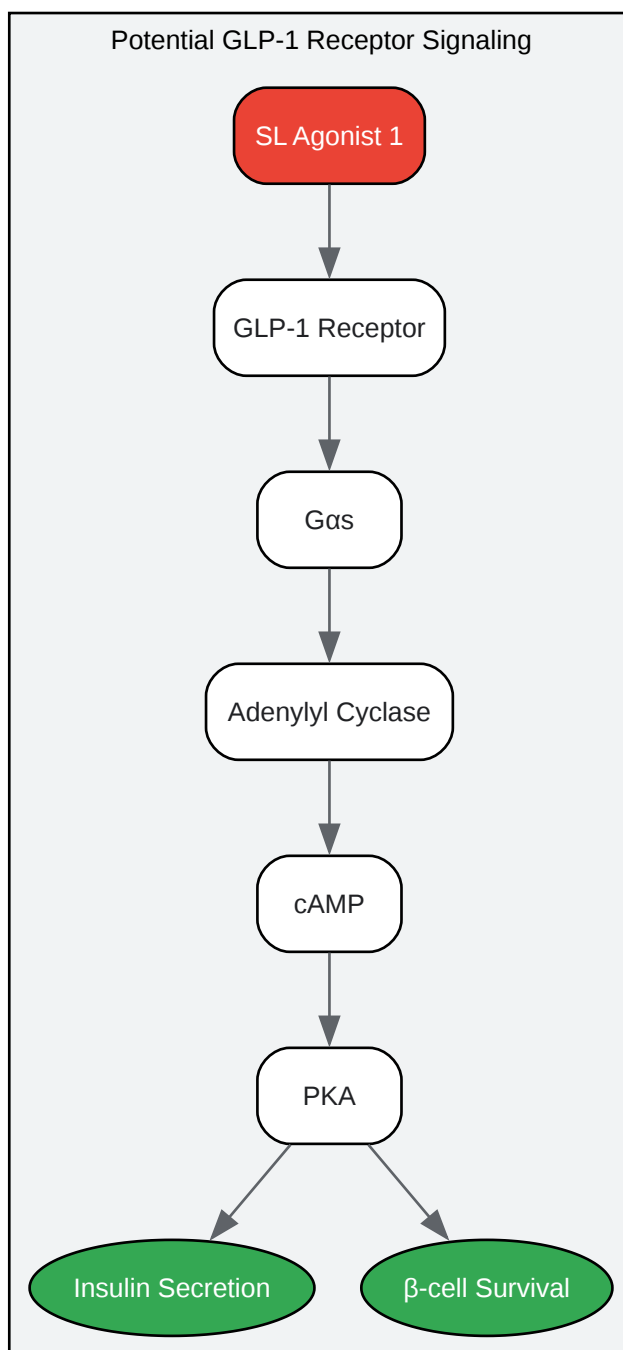 Potential GLP-1 Receptor Signaling
SL Agonist 1
GLP-1 Receptor
Gαs
Adenylyl Cyclase
cAMP
PKA
Insulin Secretion
β-cell Survival